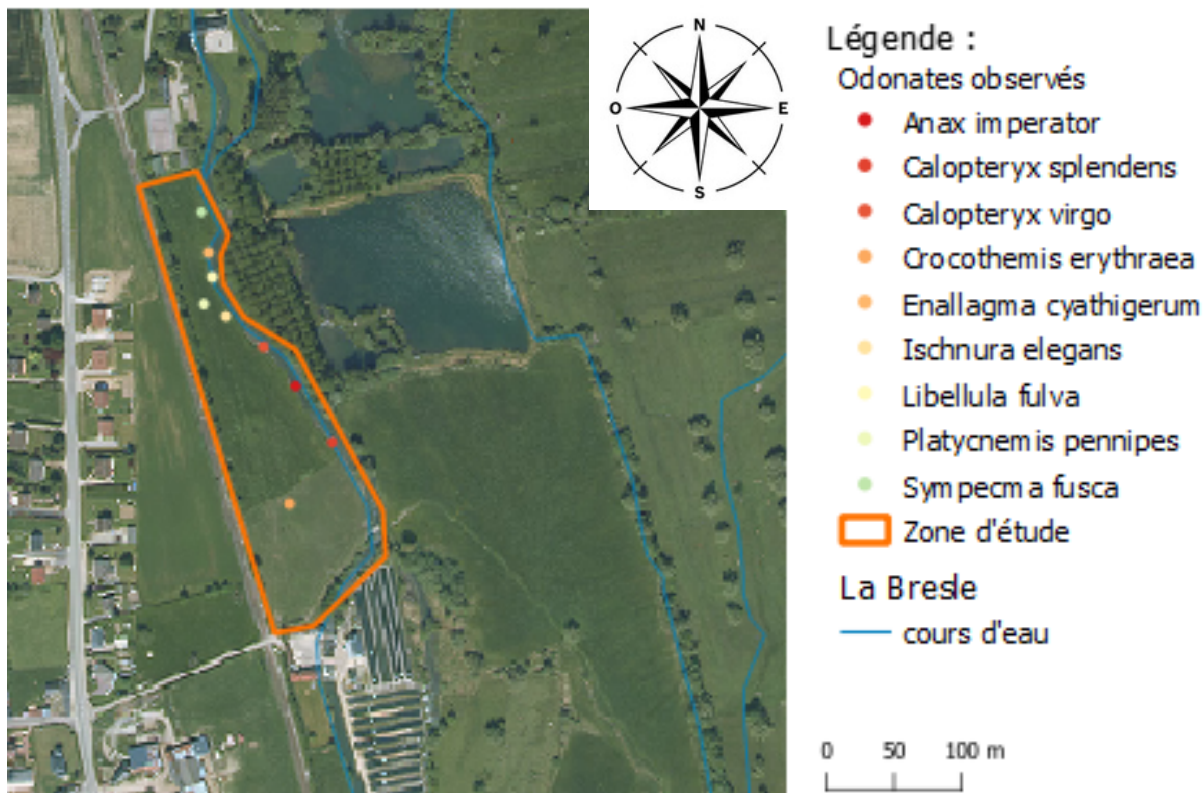 N
O
E
S
Légende :
Odonates observés
Anax imperator
Calopteryx splendens
Calopteryx virgo
Crocothemis erythraea
Enallagma cyathigerum
Ischnura elegans
Libellula fulva
Platycnemis pennipes
Sympecma fusca
Zone d'étude
La Bresle
cours d'eau
0 50 100 m